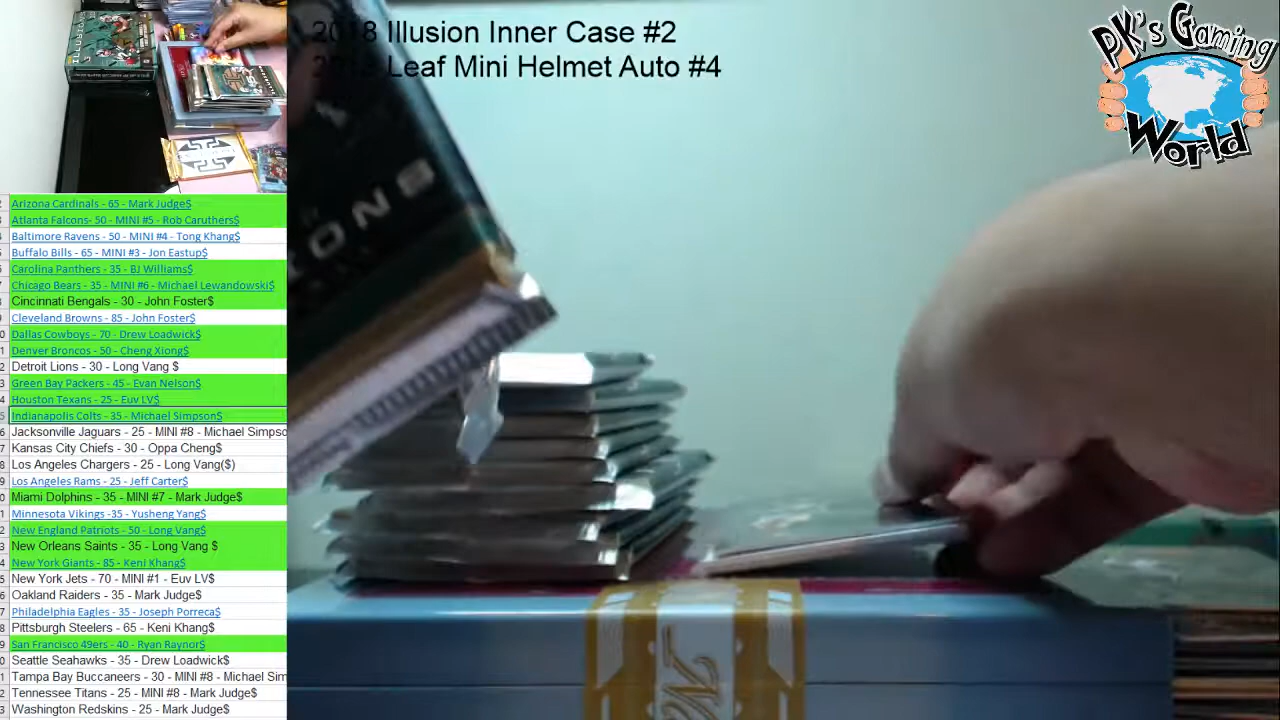 2018 Illusion Inner Case #2
Leaf Mini Helmet Auto #4
PK's Gaming
World
ILLUSIONS
IONS
Arizona Cardinals - 65 - Mark Judge$
Atlanta Falcons- 50 - MINI #5 - Rob Caruthers$
Baltimore Ravens - 50 - MINI #4 - Tong Khang$
Buffalo Bills - 65 - MINI #3 - Jon Eastup$
Carolina Panthers - 35 - BJ Williams$
Chicago Bears - 35 - MINI #6 - Michael Lewandowski$
Cincinnati Bengals - 30 - John Foster$
Cleveland Browns - 85 - John Foster$
Dallas Cowboys - 70 - Drew Loadwick$
Denver Broncos - 50 - Cheng Xiong$
Detroit Lions - 30 - Long Vang $
Green Bay Packers - 45 - Evan Nelson$
Houston Texans - 25 - Euv LV$
Indianapolis Colts - 35 - Michael Simpson$
Jacksonville Jaguars - 25 - MINI #8 - Michael Simpso
Kansas City Chiefs - 30 - Oppa Cheng$
Los Angeles Chargers - 25 - Long Vang($)
Los Angeles Rams - 25 - Jeff Carter$
Miami Dolphins - 35 - MINI #7 - Mark Judge$
Minnesota Vikings -35 - Yusheng Yang$
New England Patriots - 50 - Long Vang$
New Orleans Saints - 35 - Long Vang $
New York Giants - 85 - Keni Khang$
New York Jets - 70 - MINI #1 - Euv LV$
Oakland Raiders - 35 - Mark Judge$
Philadelphia Eagles - 35 - Joseph Porreca$
Pittsburgh Steelers - 65 - Keni Khang$
San Francisco 49ers - 40 - Ryan Raynor$
Seattle Seahawks - 35 - Drew Loadwick$
Tampa Bay Buccaneers - 30 - MINI #8 - Michael Sim
Tennessee Titans - 25 - MINI #8 - Mark Judge$
Washington Redskins - 25 - Mark Judge$